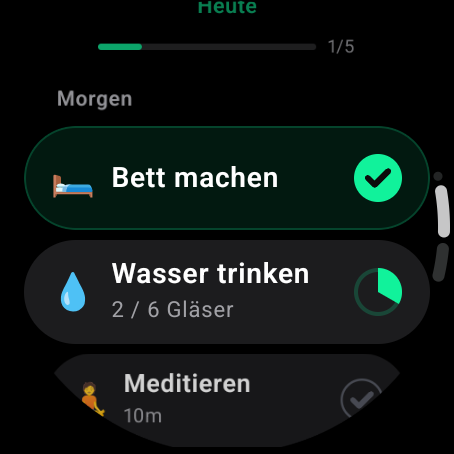 Heute
1/5
Morgen
Bett machen
Wasser trinken
2 / 6 Gläser
Meditieren
10m